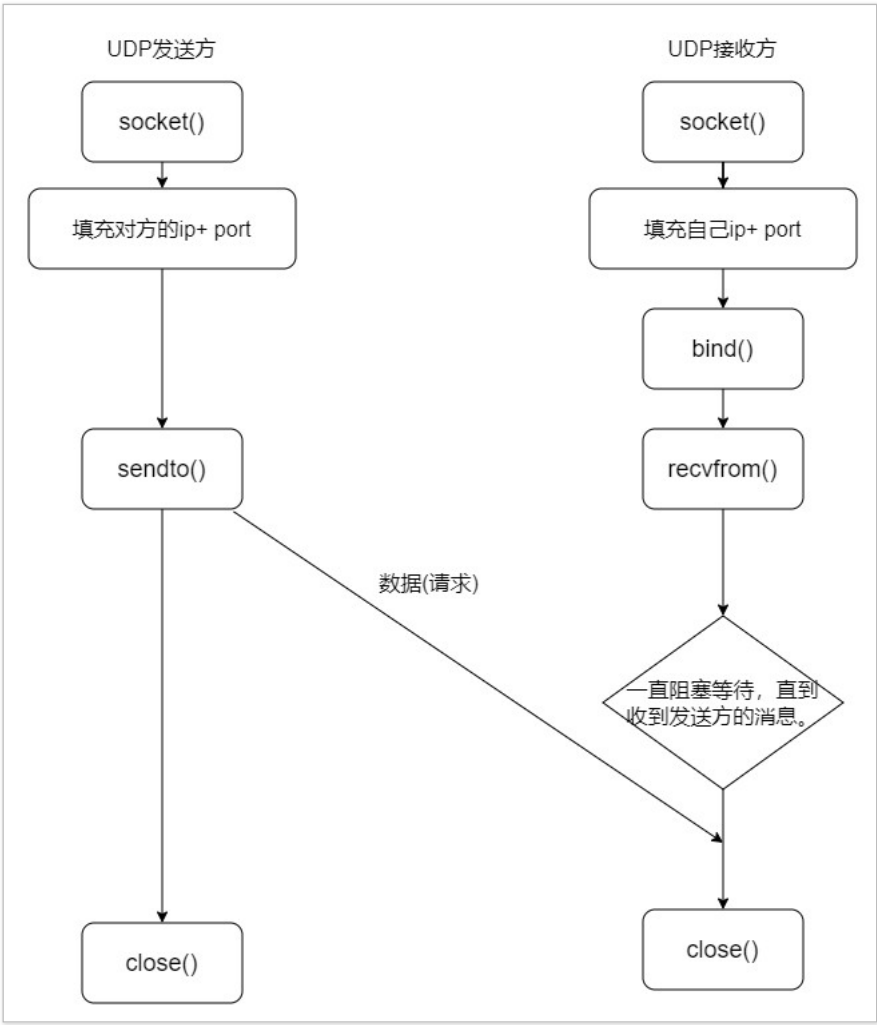 UDP发送方
socket()
填充对方的ip+ port
sendto()
close()
数据(请求)
UDP接收方
socket()
填充自己ip+ port
bind()
recvfrom()
一直阻塞等待，直到
收到发送方的消息。
close()